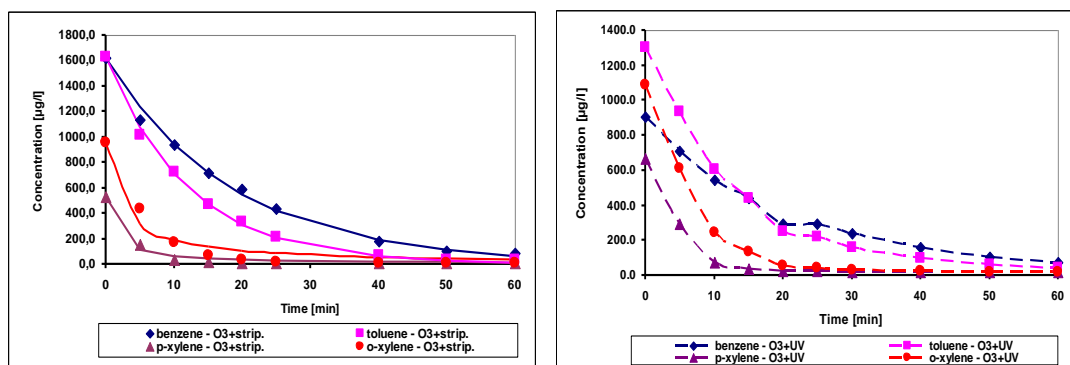 1800,0
1600,0
1400,0
1200,0
1000,0
800,0
600,0
400,0
200,0
0,0
Concentration [µg/l]
0 10 20 30 40 50 60
Time [min]
benzene - O3+strip. toluene - O3+strip.
p-xylene - O3+strip. o-xylene - O3+strip.
1400.0
1200.0
1000.0
800.0
600.0
400.0
200.0
0.0
Concentration [µg/l]
0 10 20 30 40 50 60
Time [min]
benzene - O3+UV toluene - O3+UV
p-xylene - O3+UV o-xylene - O3+UV